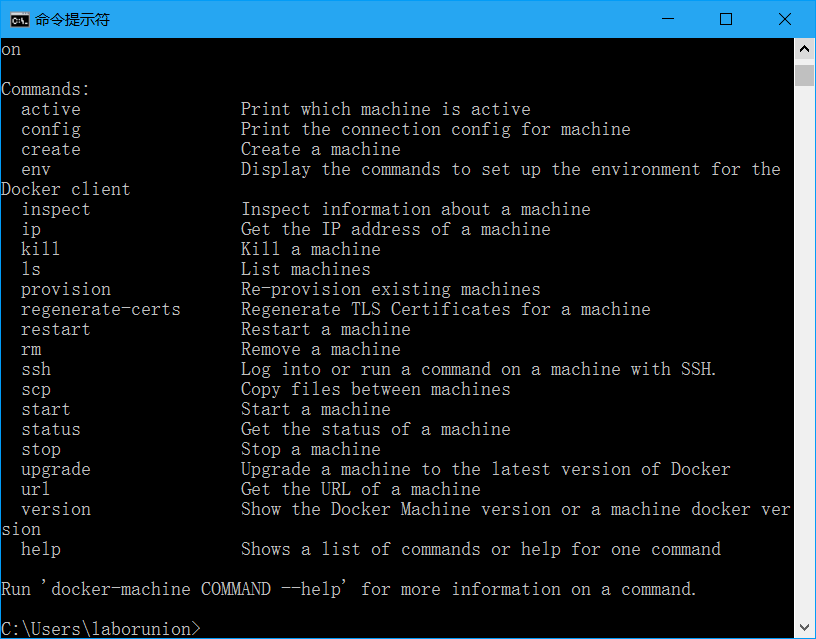 命令提示符
on
Commands:
active Print which machine is active
config Print the connection config for machine
create Create a machine
env Display the commands to set up the environment for the
Docker client
inspect Inspect information about a machine
ip Get the IP address of a machine
kill Kill a machine
ls List machines
provision Re-provision existing machines
regenerate-certs Regenerate TLS Certificates for a machine
restart Restart a machine
rm Remove a machine
ssh Log into or run a command on a machine with SSH.
scp Copy files between machines
start Start a machine
status Get the status of a machine
stop Stop a machine
upgrade Upgrade a machine to the latest version of Docker
url Get the URL of a machine
version Show the Docker Machine version or a machine docker ver
sion
help Shows a list of commands or help for one command
Run 'docker-machine COMMAND --help' for more information on a command.
C:\Users\laborunion>